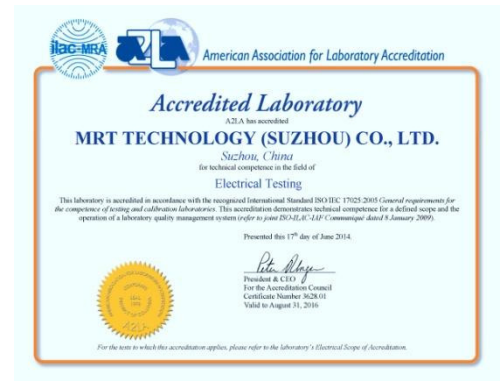 ilac-MRA
A2LA
American Association for Laboratory Accreditation
Accredited Laboratory
A2LA has accredited
MRT TECHNOLOGY (SUZHOU) CO., LTD.
Suzhou, China
for technical competence in the field of
Electrical Testing
This laboratory is accredited in accordance with the recognized International Standard ISO/IEC 17025:2005 General requirements for
the competence of testing and calibration laboratories. This accreditation demonstrates technical competence for a defined scope and the
operation of a laboratory quality management system (refer to joint ISO-ILAC-IAF Communiqué dated 8 January 2009).
Presented this 17th day of June 2014.
President & CEO
For the Accreditation Council
Certificate Number 3628.01
Valid to August 31, 2016
A2LA
For the tests to which this accreditation applies, please refer to the laboratory's Electrical Scope of Accreditation.